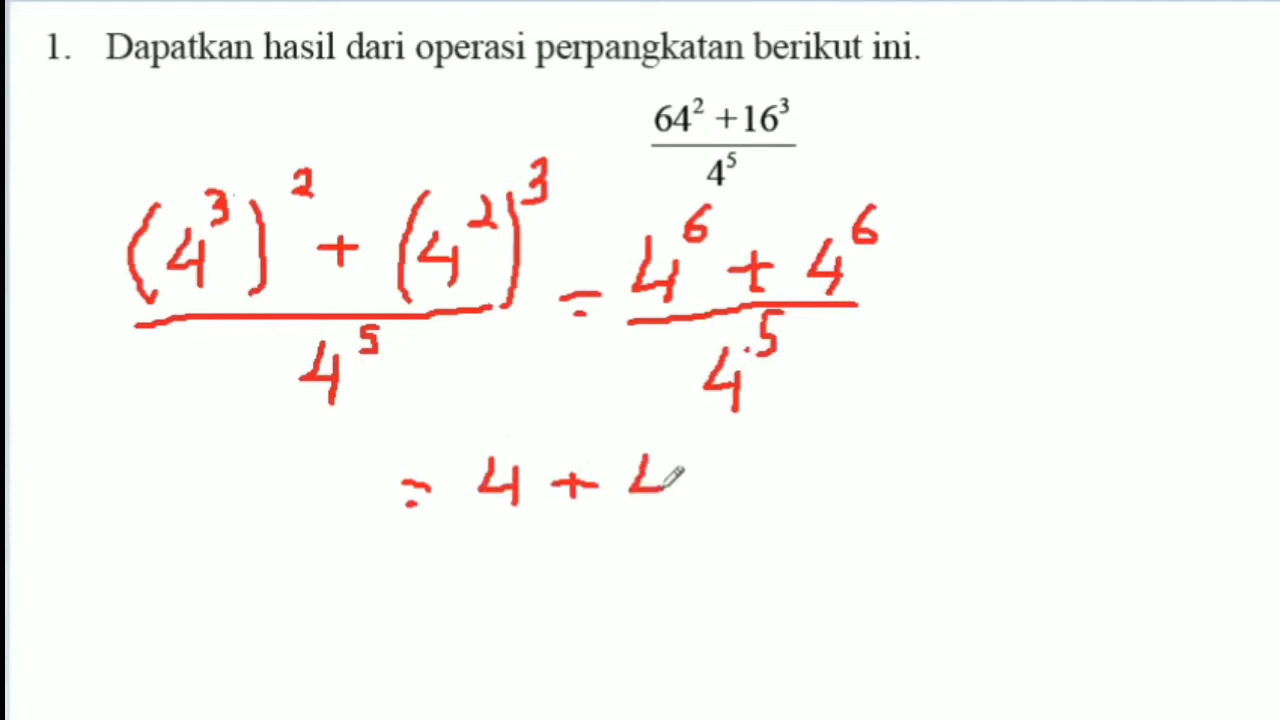 1. Dapatkan hasil dari operasi perpangkatan berikut ini.
64² + 16³
4⁵
(4³)² + (4²)³ = 4⁶ + 4⁶
4⁵ 4⁵
= 4 + 4